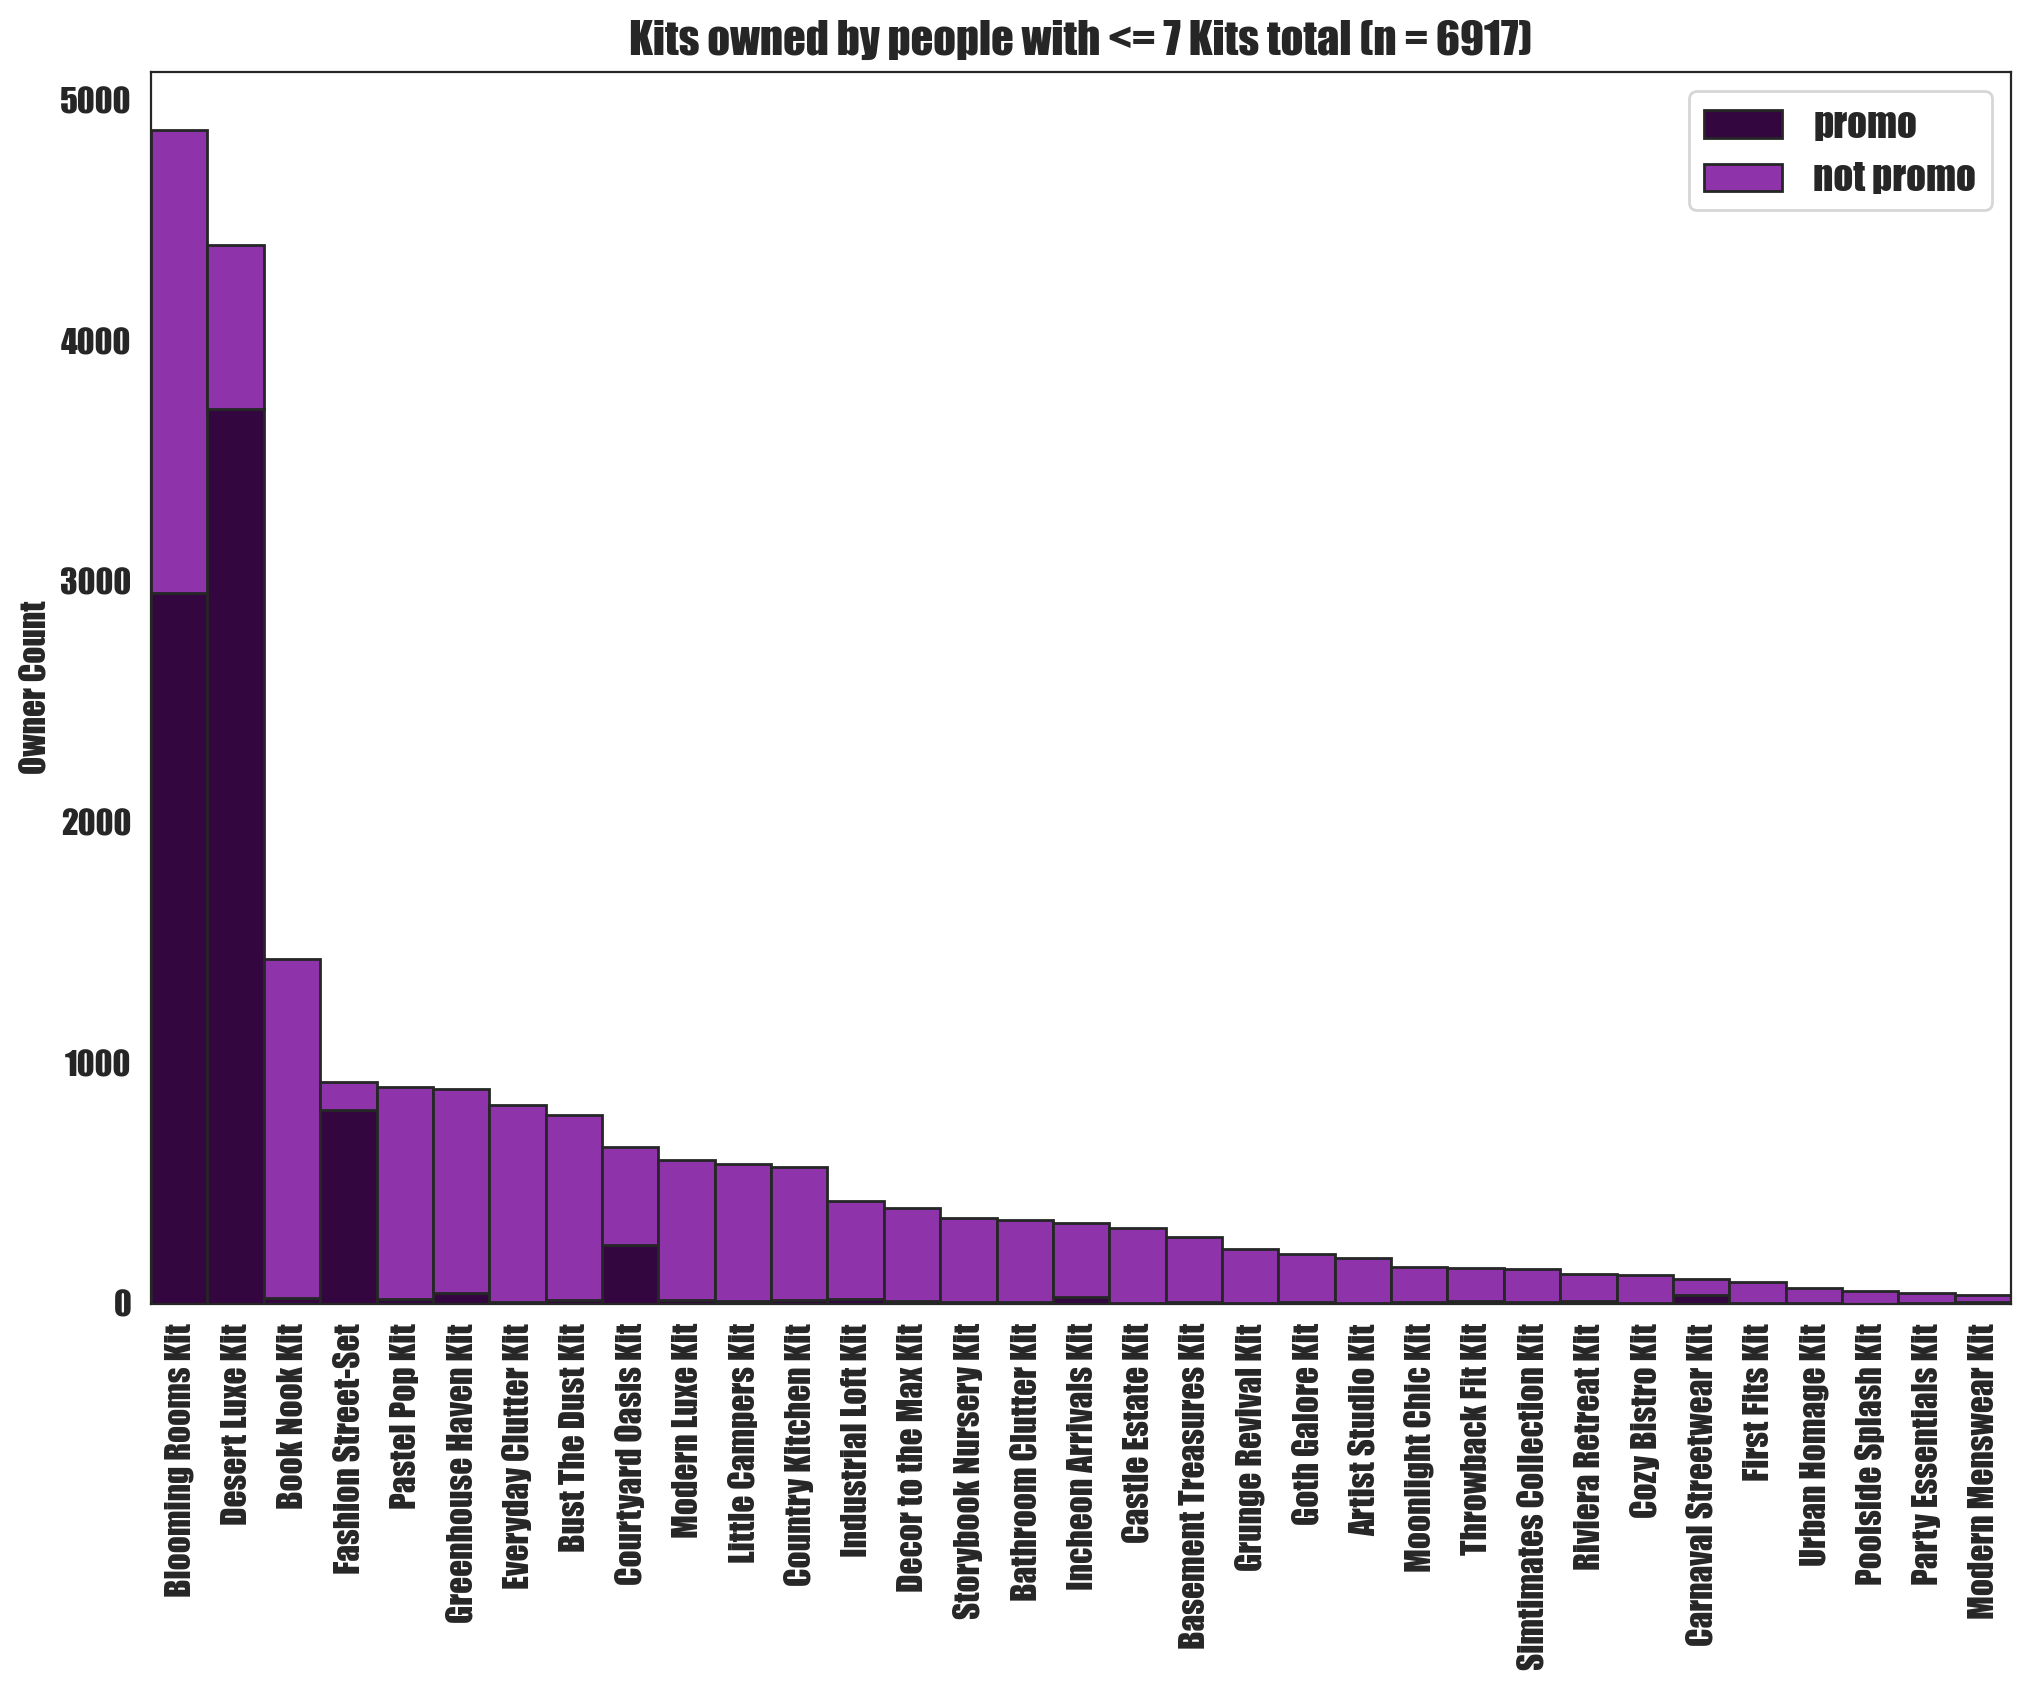 Kits owned by people with <= 7 Kits total (n = 6917)
promo
not promo
Owner Count
5000
4000
3000
2000
1000
0
Blooming Rooms Kit
Desert Luxe Kit
Book Nook Kit
Fashion Street-Set
Pastel Pop Kit
Greenhouse Haven Kit
Everyday Clutter Kit
Bust The Dust Kit
Courtyard Oasis Kit
Modern Luxe Kit
Little Campers Kit
Country Kitchen Kit
Industrial Loft Kit
Decor to the Max Kit
Storybook Nursery Kit
Bathroom Clutter Kit
Incheon Arrivals Kit
Castle Estate Kit
Basement Treasures Kit
Grunge Revival Kit
Goth Galore Kit
Artist Studio Kit
Moonlight Chic Kit
Throwback Fit Kit
Simtimates Collection Kit
Riviera Retreat Kit
Cozy Bistro Kit
Carnaval Streetwear Kit
First Fits Kit
Urban Homage Kit
Poolside Splash Kit
Party Essentials Kit
Modern Menswear Kit